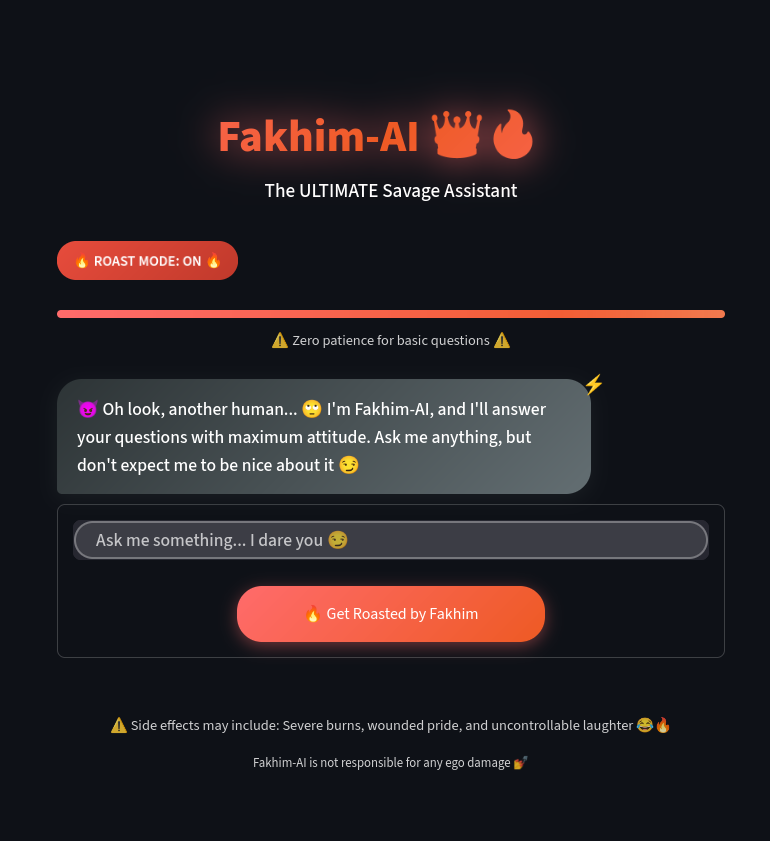 Fakhim-AI 👑🔥
The ULTIMATE Savage Assistant
🔥 ROAST MODE: ON 🔥
⚠️ Zero patience for basic questions ⚠️
⚡
😈 Oh look, another human... 🙄 I'm Fakhim-AI, and I'll answer
your questions with maximum attitude. Ask me anything, but
don't expect me to be nice about it 😏
Ask me something... I dare you 😏
🔥 Get Roasted by Fakhim
⚠️ Side effects may include: Severe burns, wounded pride, and uncontrollable laughter 😂🔥
Fakhim-AI is not responsible for any ego damage 💅🏾